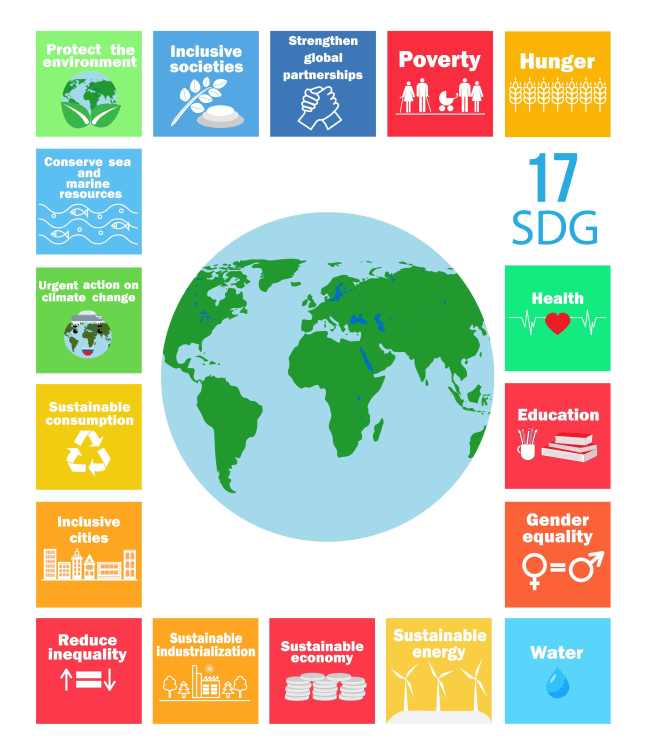 Protect the
environment
Inclusive
societies
Strengthen
global
partnerships
Poverty
Hunger
Conserve sea
and
marine
resources
17
SDG
Urgent action on
climate change
Health
Sustainable
consumption
Education
Inclusive
cities
Gender
equality
Reduce
inequality
Sustainable
industrialization
Sustainable
economy
Sustainable
energy
Water